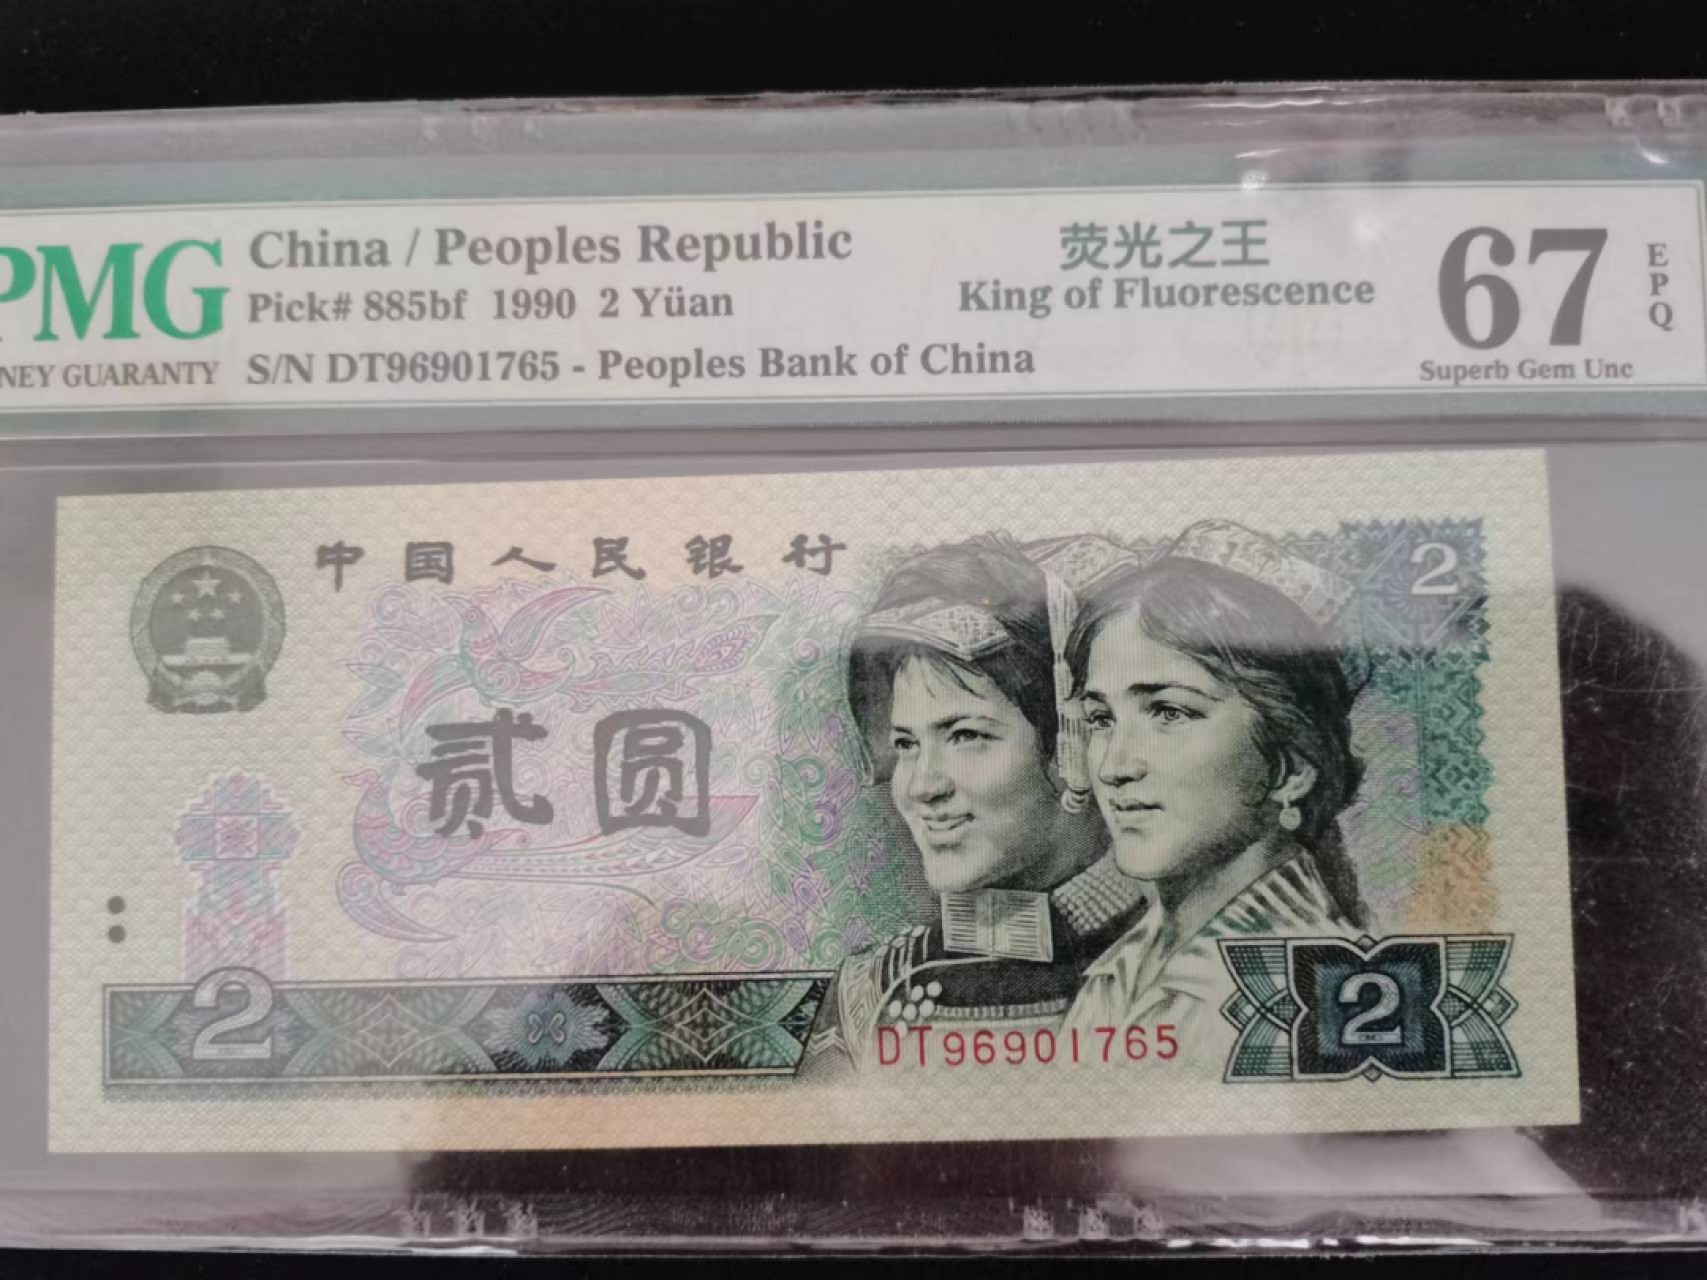 PMG
NEY GUARANTY
China / Peoples Republic
Pick# 885bf 1990 2 Yüan
S/N DT96901765 - Peoples Bank of China
荧光之王
King of Fluorescence
67
EPQ
Superb Gem Unc
中国人民银行
2
贰圆
2
DT96901765
2